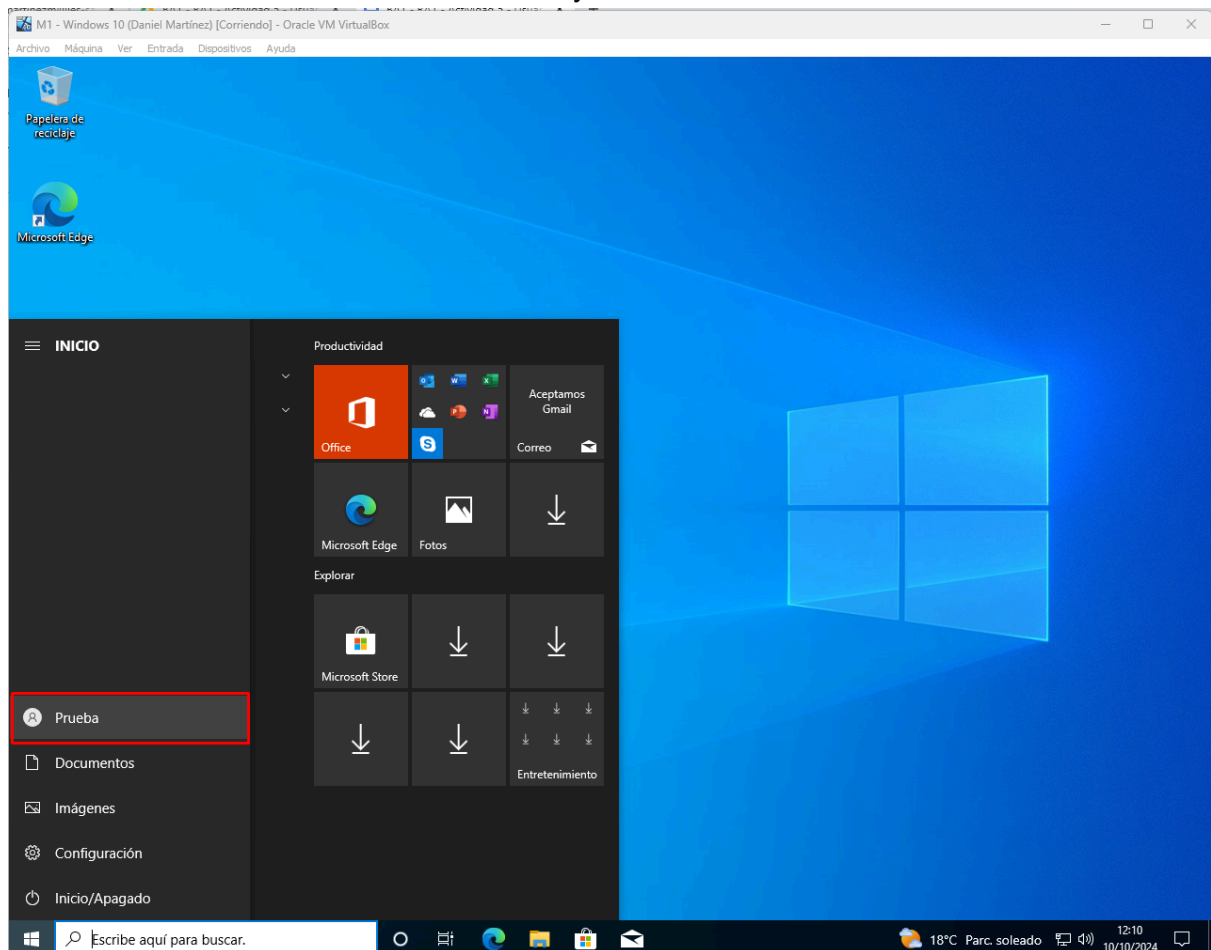 M1 - Windows 10 (Daniel Martínez) [Corriendo] - Oracle VM VirtualBox
Archivo Máquina Ver Entrada Dispositivos Ayuda
Papelera de
reciclaje
Microsoft Edge
INICIO
Prueba
Documentos
Imágenes
Configuración
Inicio/Apagado
Productividad
Office
Aceptamos
Gmail
Correo
Microsoft Edge
Fotos
Explorar
Microsoft Store
Entretenimiento
Escribe aquí para buscar.
18°C Parc. soleado
12:10
10/10/2024